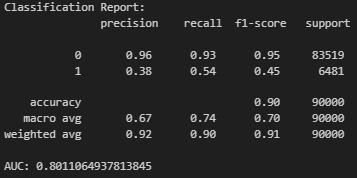 Classification Report:
precision recall f1-score support
0 0.96 0.93 0.95 83519
1 0.38 0.54 0.45 6481
accuracy 0.90 90000
macro avg 0.67 0.74 0.70 90000
weighted avg 0.92 0.90 0.91 90000
AUC: 0.8011064937813845